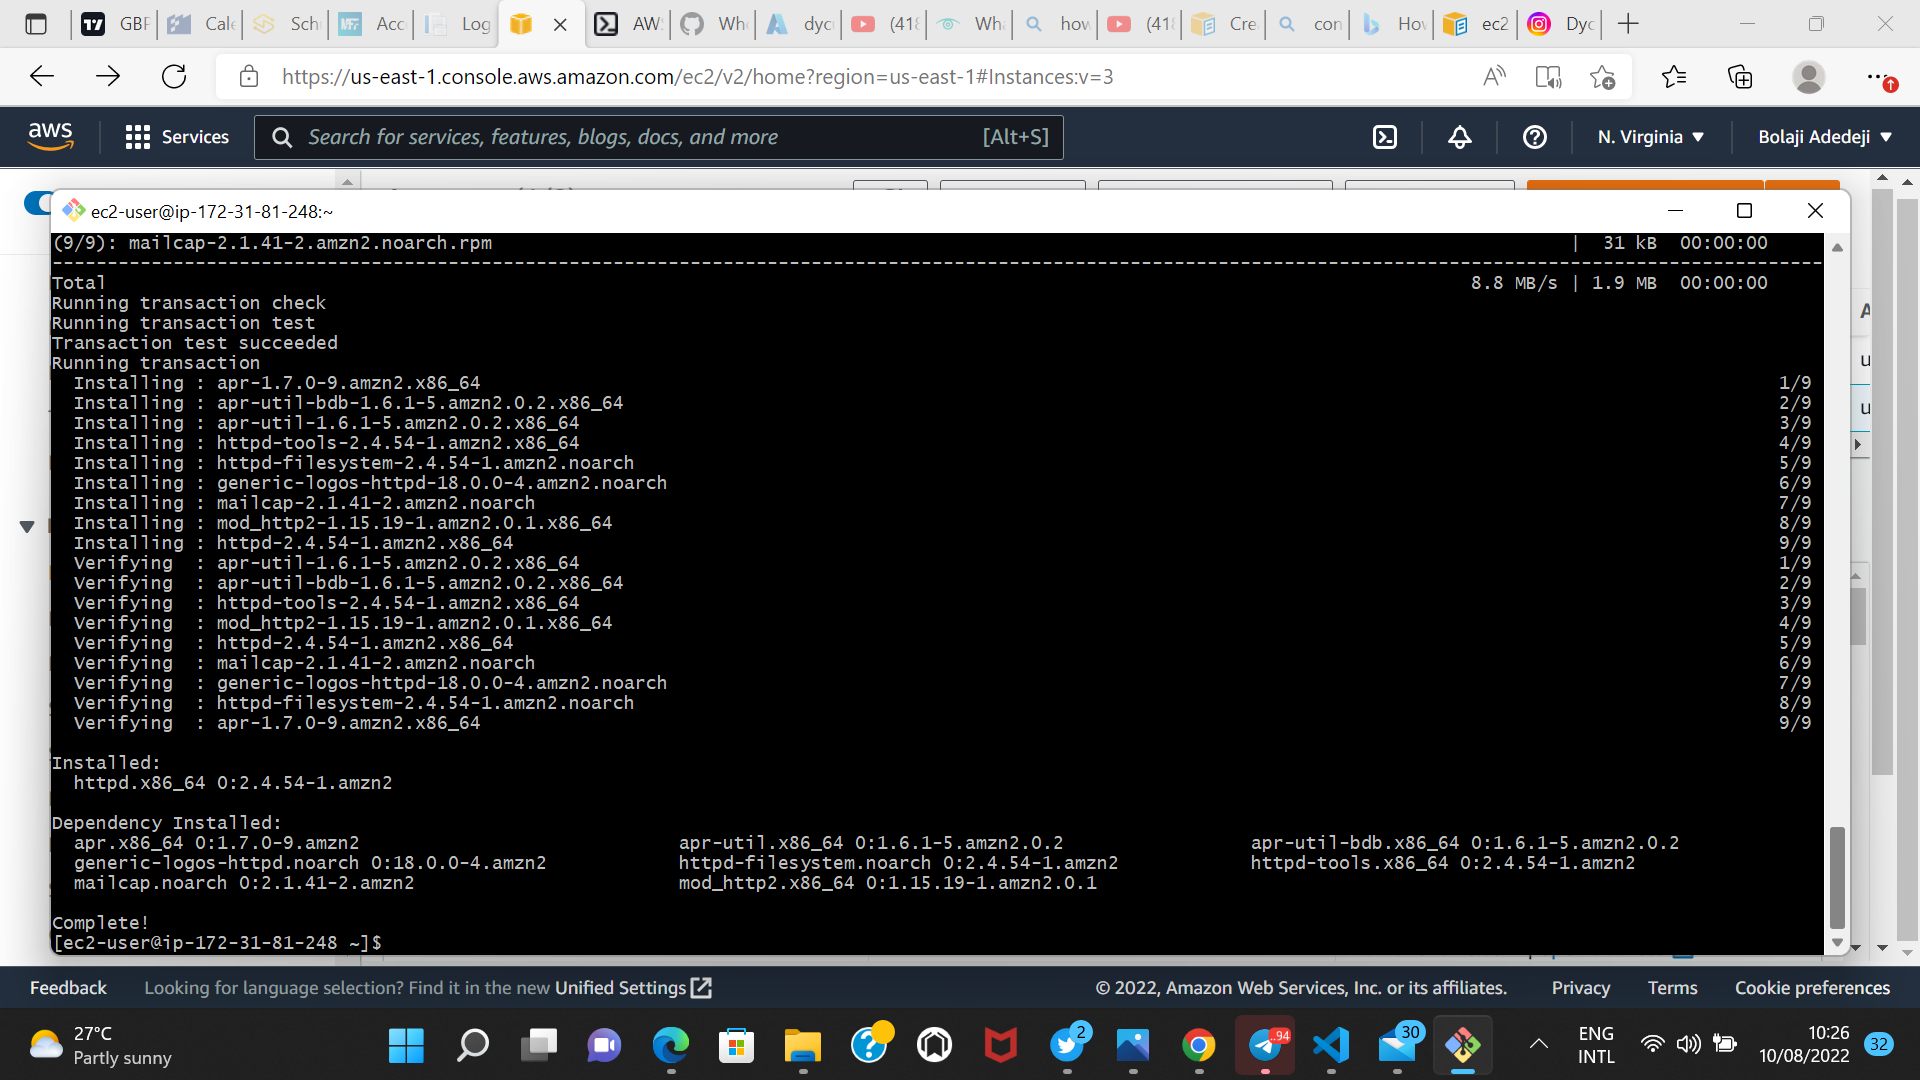 GBP
Cale
Sch
Acc
Log
AWS
Who
dyc
(418
Wha
how
(418
Cre
con
How
ec2
Dyc
https://us-east-1.console.aws.amazon.com/ec2/v2/home?region=us-east-1#Instances:v=3
aws
Services
Search for services, features, blogs, docs, and more
[Alt+S]
N. Virginia
Bolaji Adedeji
ec2-user@ip-172-31-81-248:~
(9/9): mailcap-2.1.41-2.amzn2.noarch.rpm | 31 kB 00:00:00
--------------------------------------------------------------------------------
Total 8.8 MB/s | 1.9 MB 00:00:00
Running transaction check
Running transaction test
Transaction test succeeded
Running transaction
Installing : apr-1.7.0-9.amzn2.x86_64 1/9
Installing : apr-util-bdb-1.6.1-5.amzn2.0.2.x86_64 2/9
Installing : apr-util-1.6.1-5.amzn2.0.2.x86_64 3/9
Installing : httpd-tools-2.4.54-1.amzn2.x86_64 4/9
Installing : httpd-filesystem-2.4.54-1.amzn2.noarch 5/9
Installing : generic-logos-httpd-18.0.0-4.amzn2.noarch 6/9
Installing : mailcap-2.1.41-2.amzn2.noarch 7/9
Installing : mod_http2-1.15.19-1.amzn2.0.1.x86_64 8/9
Installing : httpd-2.4.54-1.amzn2.x86_64 9/9
Verifying : apr-util-1.6.1-5.amzn2.0.2.x86_64 1/9
Verifying : apr-util-bdb-1.6.1-5.amzn2.0.2.x86_64 2/9
Verifying : httpd-tools-2.4.54-1.amzn2.x86_64 3/9
Verifying : mod_http2-1.15.19-1.amzn2.0.1.x86_64 4/9
Verifying : httpd-2.4.54-1.amzn2.x86_64 5/9
Verifying : mailcap-2.1.41-2.amzn2.noarch 6/9
Verifying : generic-logos-httpd-18.0.0-4.amzn2.noarch 7/9
Verifying : httpd-filesystem-2.4.54-1.amzn2.noarch 8/9
Verifying : apr-1.7.0-9.amzn2.x86_64 9/9
Installed:
httpd.x86_64 0:2.4.54-1.amzn2
Dependency Installed:
apr.x86_64 0:1.7.0-9.amzn2 apr-util.x86_64 0:1.6.1-5.amzn2.0.2 apr-util-bdb.x86_64 0:1.6.1-5.amzn2.0.2
generic-logos-httpd.noarch 0:18.0.0-4.amzn2 httpd-filesystem.noarch 0:2.4.54-1.amzn2 httpd-tools.x86_64 0:2.4.54-1.amzn2
mailcap.noarch 0:2.1.41-2.amzn2 mod_http2.x86_64 0:1.15.19-1.amzn2.0.1
Complete!
[ec2-user@ip-172-31-81-248 ~]$
Feedback
Looking for language selection? Find it in the new Unified Settings
© 2022, Amazon Web Services, Inc. or its affiliates.
Privacy
Terms
Cookie preferences
27°C
Partly sunny
2
..94
30
ENG
INTL
10:26
10/08/2022
32